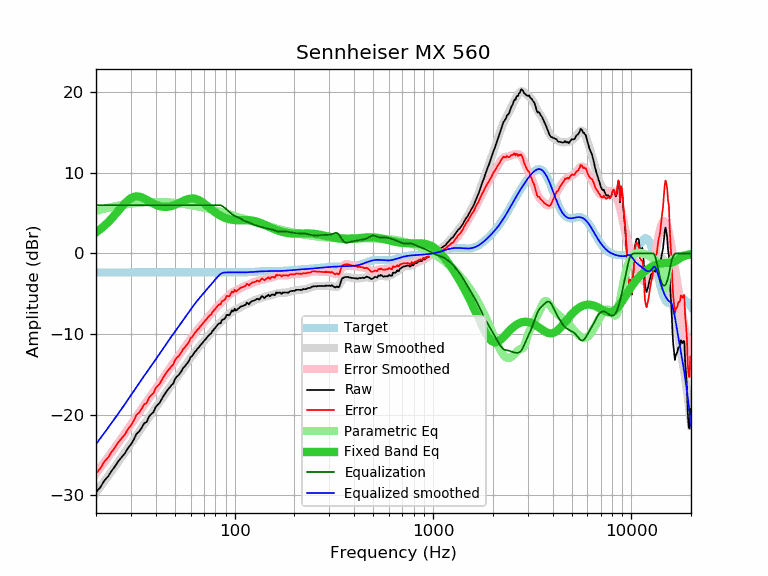 Sennheiser MX 560
Amplitude (dBr)
20
10
0
−10
−20
−30
Target
Raw Smoothed
Error Smoothed
Raw
Error
Parametric Eq
Fixed Band Eq
Equalization
Equalized smoothed
100
1000
10000
Frequency (Hz)